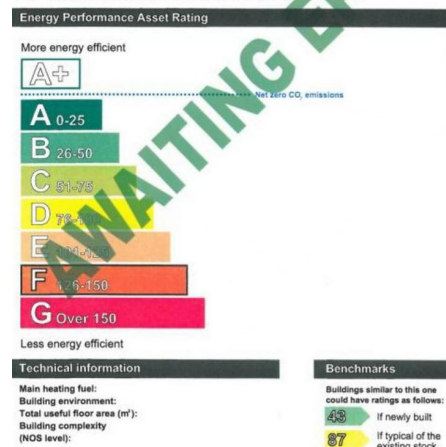 Energy Performance Asset Rating
More energy efficient
A+
Net zero CO₂ emissions
A 0-25
B 26-50
C 51-75
D 76-100
E 101-125
F 126-150
G Over 150
Less energy efficient
AWAITING
Technical information
Main heating fuel:
Building environment:
Total useful floor area (m²):
Building complexity
(NOS level):
Benchmarks
Buildings similar to this one
could have ratings as follows:
43 If newly built
87 If typical of the
existing stock